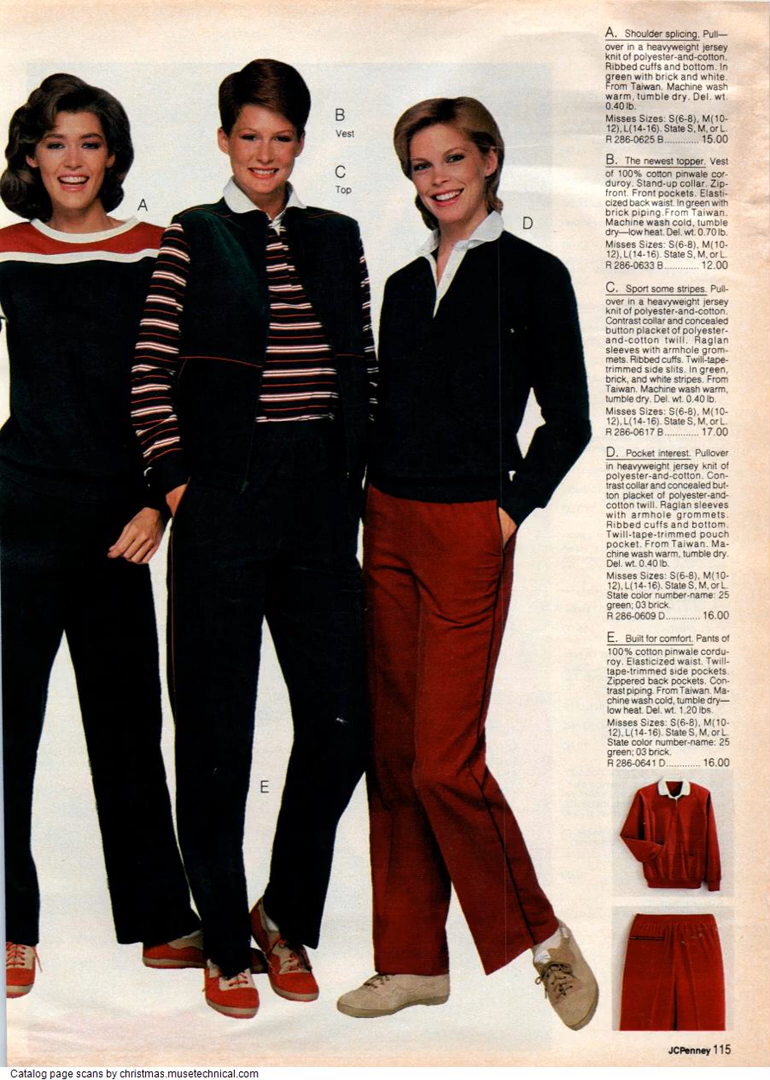 A. Shoulder splicing. Pull—
over in a heavyweight jersey
knit of polyester-and-cotton.
Ribbed cuffs and bottom. In
green with brick and white.
From Taiwan. Machine wash
warm, tumble dry. Del. wt.
0.40 lb.
Misses Sizes: S(6-8), M(10-
12), L(14-16). State S, M, or L.
R 286-0625 B............ 15.00
B. The newest topper. Vest
of 100% cotton pinwale cor-
duroy. Stand-up collar. Zip-
front. Front pockets. Elasti-
cized back waist. In green with
brick piping. From Taiwan.
Machine wash cold, tumble
dry—low heat. Del. wt. 0.70 lb.
Misses Sizes: S(6-8), M(10-
12), L(14-16). State S, M, or L.
R 286-0633 B............. 12.00
C. Sport some stripes. Pull-
over in a heavyweight jersey
knit of polyester-and-cotton.
Contrast collar and concealed
button placket of polyester-
and-cotton twill. Raglan
sleeves with armhole grom-
mets. Ribbed cuffs. Twill-tape-
trimmed side slits. In green,
brick, and white stripes. From
Taiwan. Machine wash warm,
tumble dry. Del. wt. 0.40 lb.
Misses Sizes: S(6-8), M(10-
12), L(14-16). State S, M, or L.
R 286-0617 B............. 17.00
D. Pocket interest. Pullover
in heavyweight jersey knit of
polyester-and-cotton. Con-
trast collar and concealed but-
ton placket of polyester-and-
cotton twill. Raglan sleeves
with armhole grommets.
Ribbed cuffs and bottom.
Twill-tape-trimmed pouch
pocket. From Taiwan. Ma-
chine wash warm, tumble dry.
Del. wt. 0.40 lb.
Misses Sizes: S(6-8), M(10-
12), L(14-16). State S, M, or L.
State color number-name: 25
green; 03 brick.
R 286-0609 D............. 16.00
E. Built for comfort. Pants of
100% cotton pinwale cordu-
roy. Elasticized waist. Twill-
tape-trimmed side pockets.
Zippered back pockets. Con-
trast piping. From Taiwan. Ma-
chine wash cold, tumble dry—
low heat. Del. wt. 1.20 lbs.
Misses Sizes: S(6-8), M(10-
12), L(14-16). State S, M, or L.
State color number-name: 25
green; 03 brick.
R 286-0641 D............. 16.00
B
Vest
C
Top
A
D
E
JCPenney 115
Catalog page scans by christmas.musetechnical.com